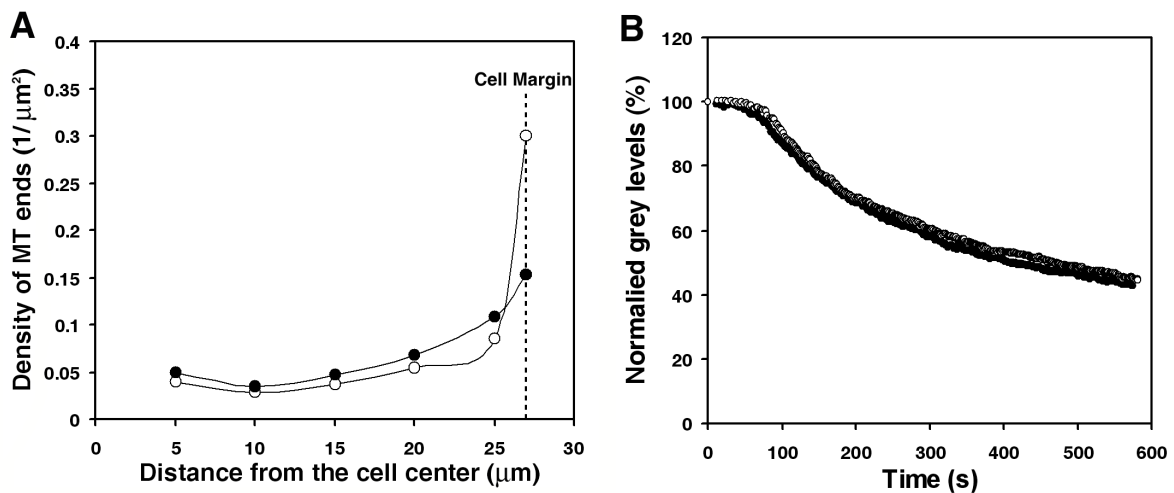 A
0.4
0.35
0.3
0.25
0.2
0.15
0.1
0.05
0
0 5 10 15 20 25 30
Density of MT ends (1/μm²)
Distance from the cell center (μm)
Cell Margin
B
120
100
80
60
40
20
0
0 100 200 300 400 500 600
Normalied grey levels (%)
Time (s)